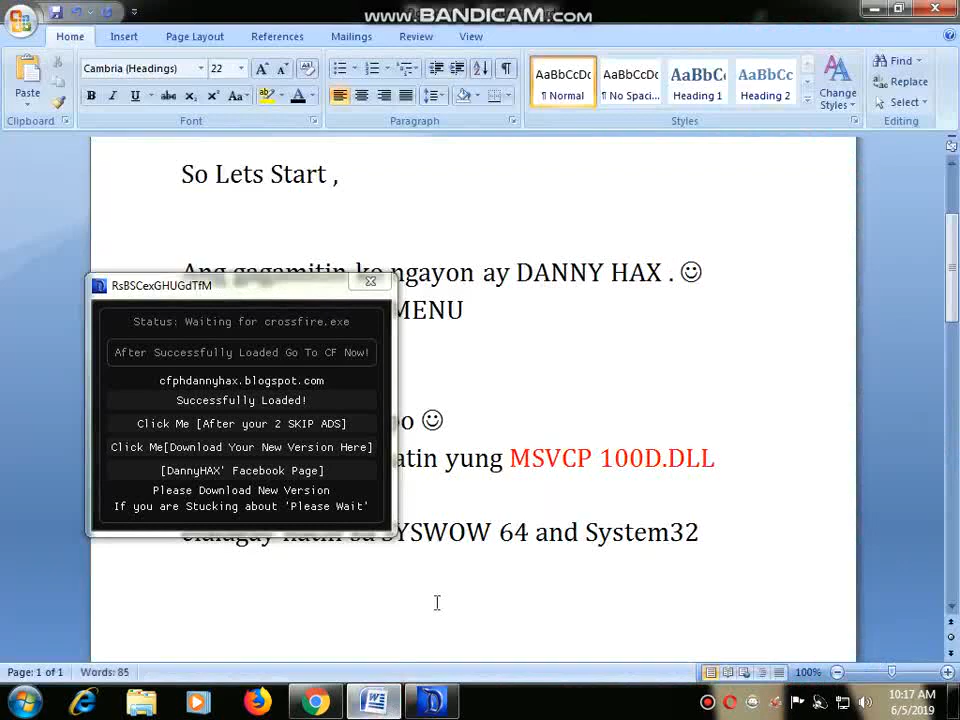 www.BANDICAM.com
Home Insert Page Layout References Mailings Review View
Paste
Cambria (Headings) 22
B I U abc X₂ X² Aa
AaBbCcDc AaBbCcDc AaBbC AaBbCc
¶ Normal ¶ No Spaci... Heading 1 Heading 2
Change Styles
Find
Replace
Select
Clipboard Font Paragraph Styles Editing
So Lets Start ,
Ang gagamitin ko ngayon ay DANNY HAX . ☺
MENU
po ☺
atin yung MSVCP 100D.DLL
SYSWOW 64 and System32
RsBSCexGHUGdTfM
Status: Waiting for crossfire.exe
After Successfully Loaded Go To CF Now!
cfphdannyhax.blogspot.com
Successfully Loaded!
Click Me [After your 2 SKIP ADS]
Click Me[Download Your New Version Here]
[DannyHAX' Facebook Page]
Please Download New Version
If you are Stucking about 'Please Wait'
Page: 1 of 1 Words: 85 100%
10:17 AM
6/5/2019